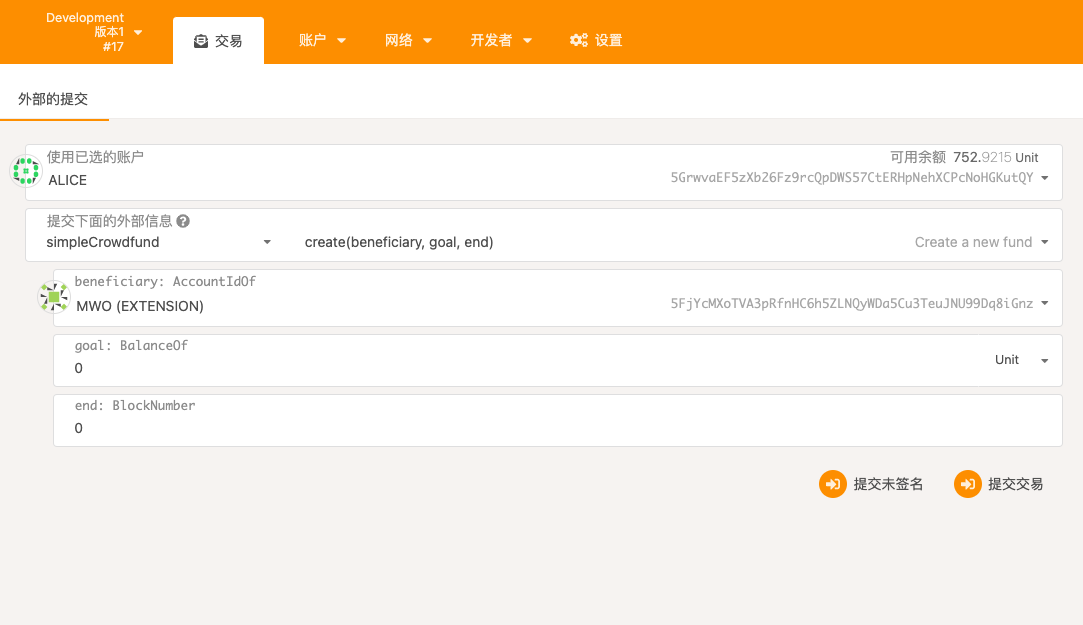 Development
版本1
#17
交易
账户
网络
开发者
设置
外部的提交
使用已选的账户
可用余额 752.9215 Unit
ALICE
5GrwvaEF5zXb26Fz9rcQpDWS57CtERHpNehXCPcNoHGKutQY
提交下面的外部信息
simpleCrowdfund
create(beneficiary, goal, end)
Create a new fund
beneficiary: AccountIdOf
MWO (EXTENSION)
5FjYcMXoTVA3pRfnHC6h5ZLNQyWDa5Cu3TeuJNU99Dq8iGnz
goal: BalanceOf
0
Unit
end: BlockNumber
0
提交未签名
提交交易